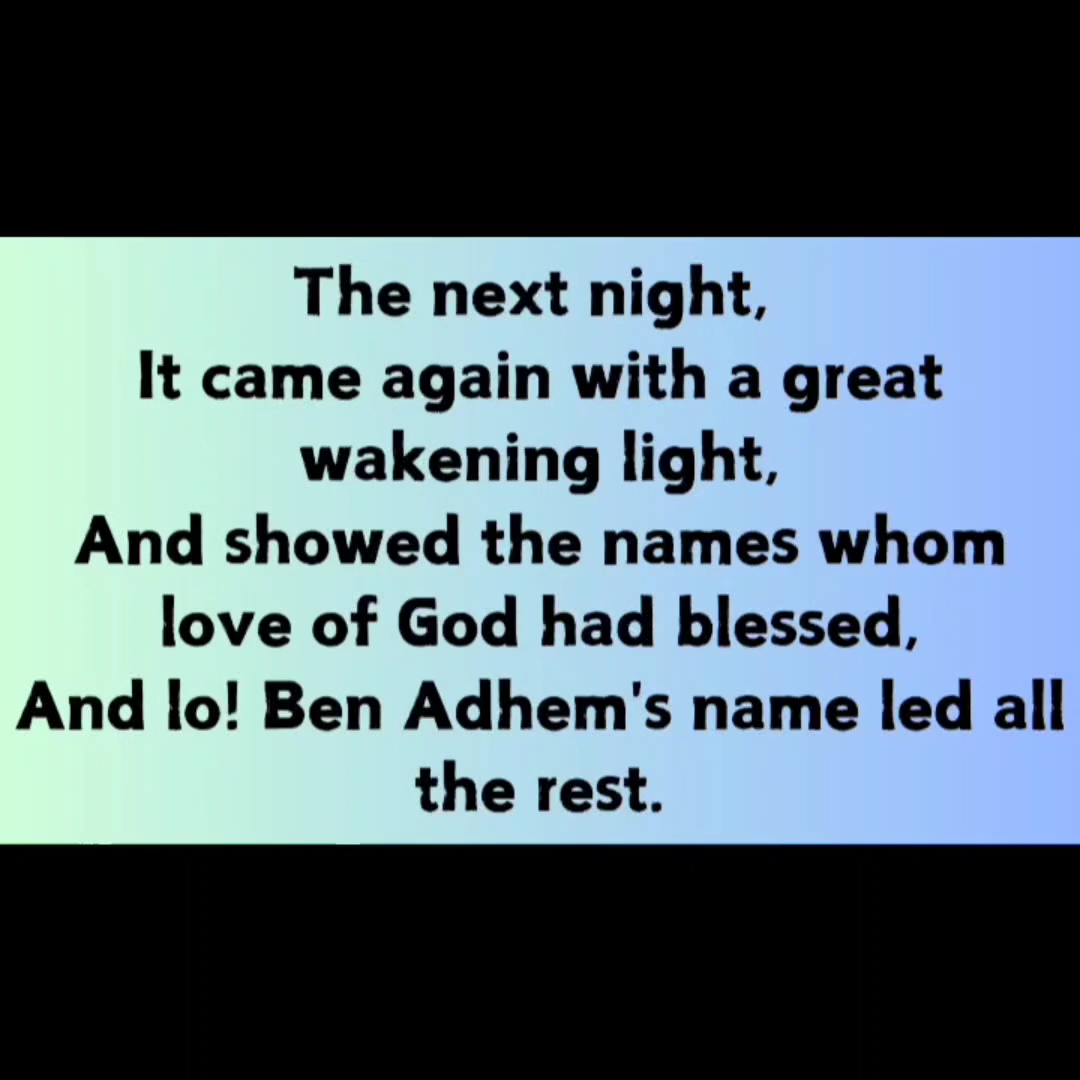 The next night,
It came again with a great
wakening light,
And showed the names whom
love of God had blessed,
And lo! Ben Adhem's name led all
the rest.